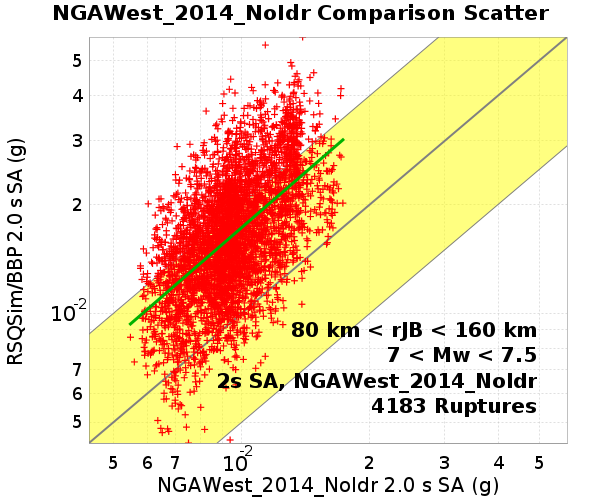 NGAWest_2014_NoIdr Comparison Scatter
RSQSim/BBP 2.0 s SA (g)
5
4
3
2
10-2
7
6
5
80 km < rJB < 160 km
7 < Mw < 7.5
2s SA, NGAWest_2014_NoIdr
4183 Ruptures
5 6 7 10-2 2 3 4 5
NGAWest_2014_NoIdr 2.0 s SA (g)